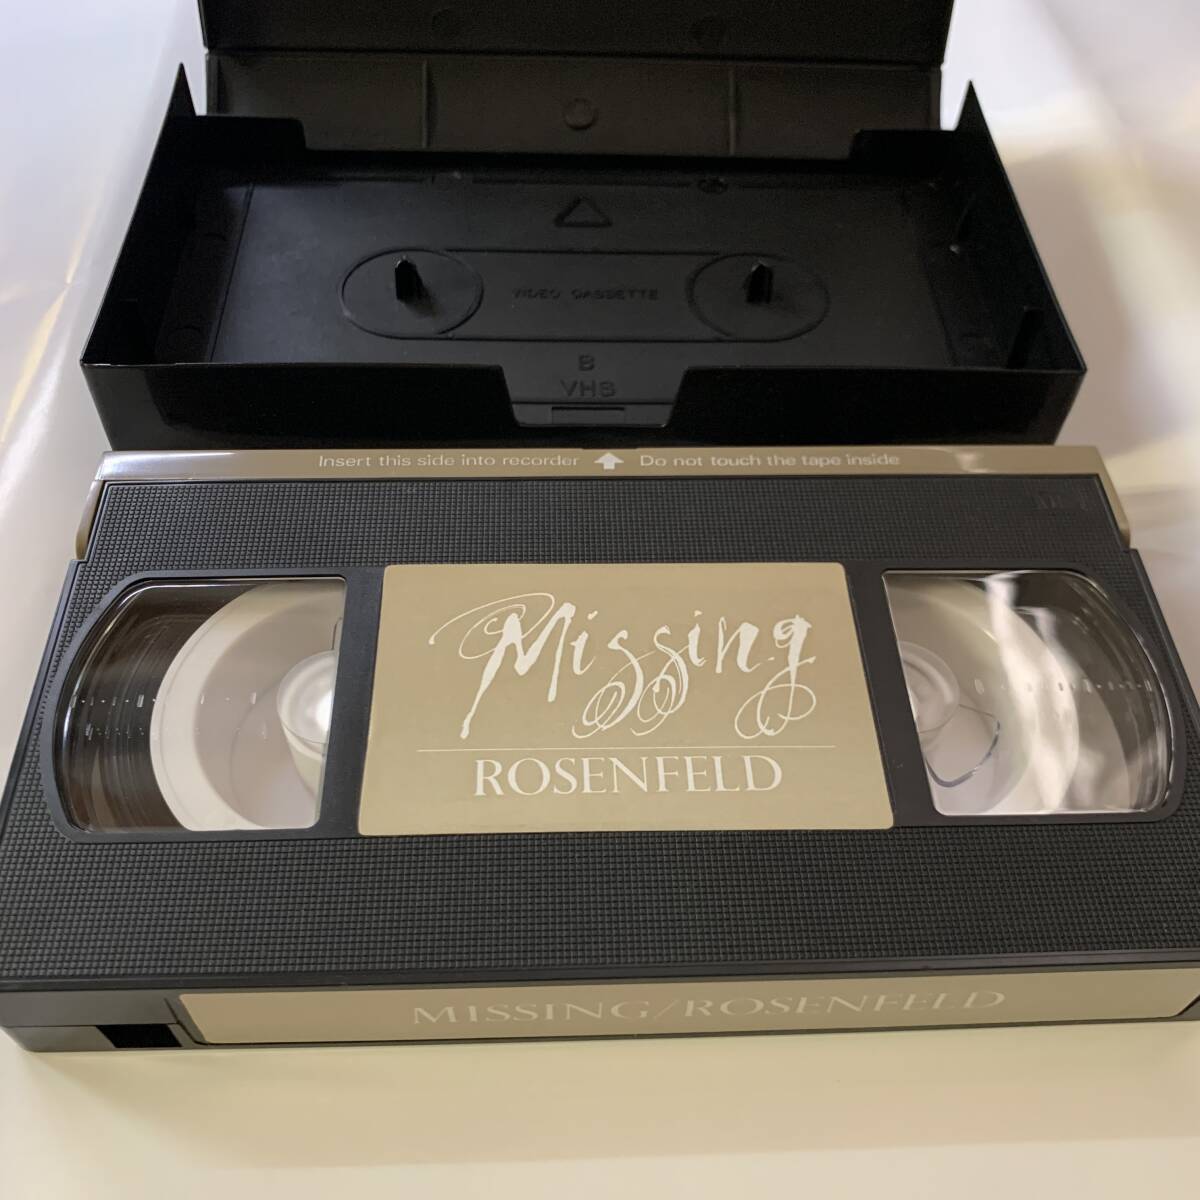 VIDEO CASSETTE
B
VHS
Insert this side into recorder Do not touch the tape inside
Missing
ROSENFELD
MISSING/ROSENFELD